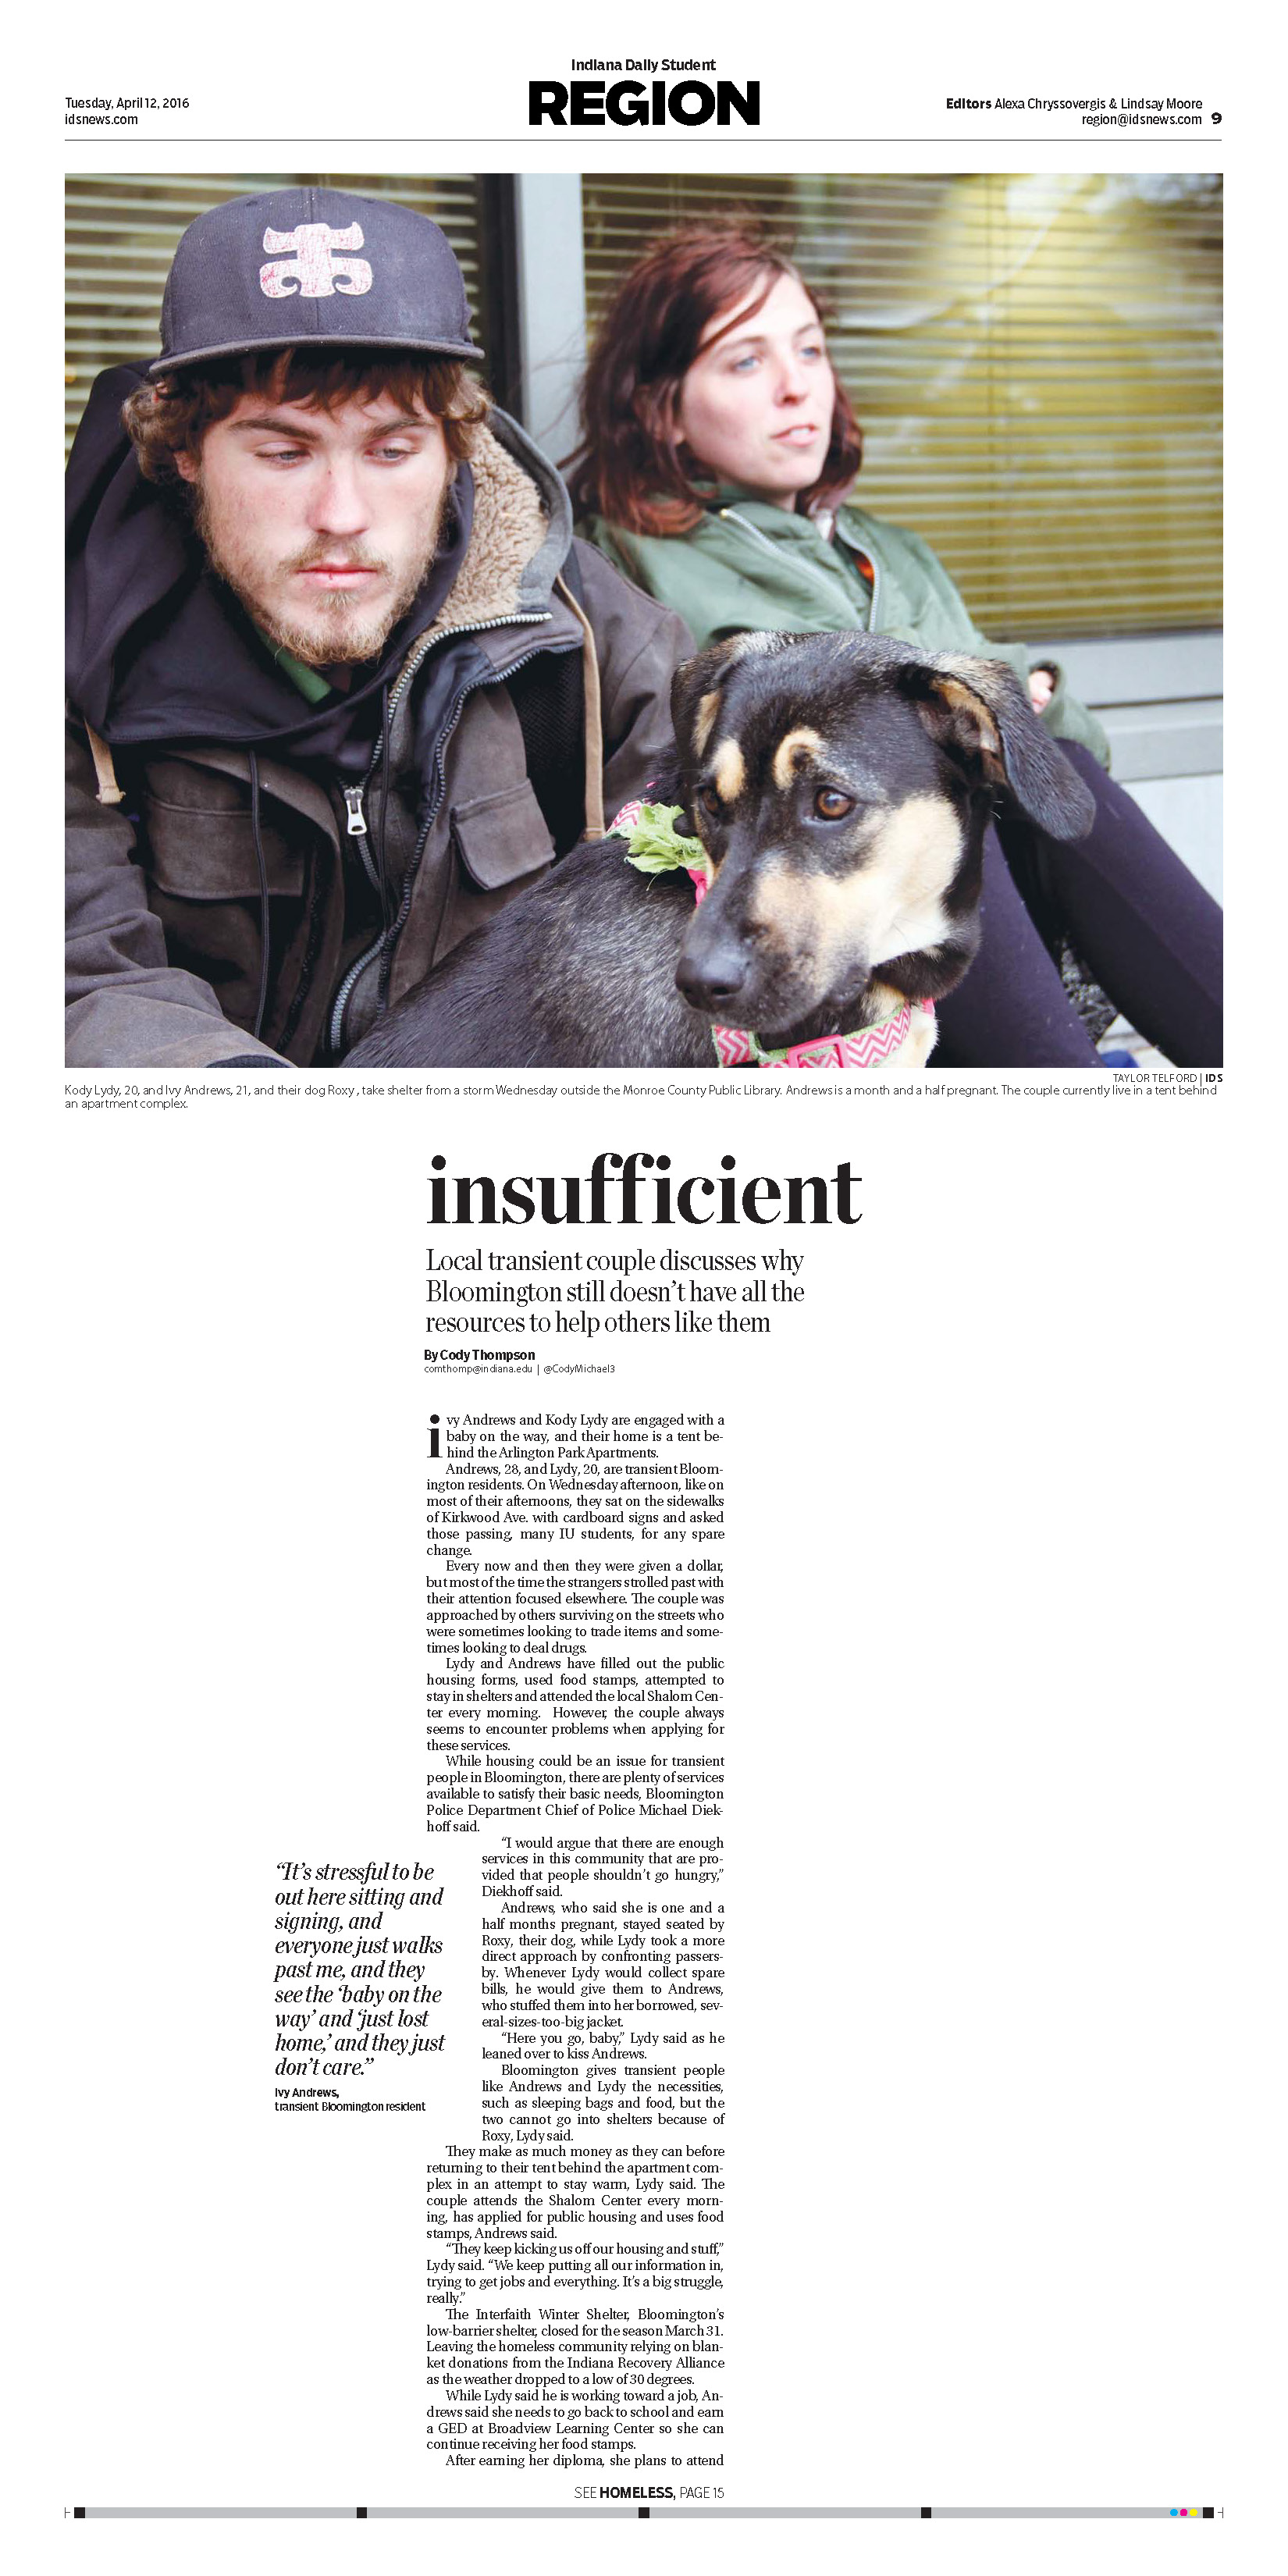 Indiana Daily Student
REGION
Tuesday, April 12, 2016
idsnews.com
Editors Alexa Chryssovergis & Lindsay Moore
region@idsnews.com 9
TAYLOR TELFORD | IDS
Kody Lydy, 20, and Ivy Andrews, 21, and their dog Roxy , take shelter from a storm Wednesday outside the Monroe County Public Library. Andrews is a month and a half pregnant. The couple currently live in a tent behind
an apartment complex.
insufficient
Local transient couple discusses why
Bloomington still doesn't have all the
resources to help others like them
By Cody Thompson
comthomp@indiana.edu | @CodyMichael3
ivy Andrews and Kody Lydy are engaged with a
baby on the way, and their home is a tent be-
hind the Arlington Park Apartments.
Andrews, 28, and Lydy, 20, are transient Bloom-
ington residents. On Wednesday afternoon, like on
most of their afternoons, they sat on the sidewalks
of Kirkwood Ave. with cardboard signs and asked
those passing, many IU students, for any spare
change.
Every now and then they were given a dollar,
but most of the time the strangers strolled past with
their attention focused elsewhere. The couple was
approached by others surviving on the streets who
were sometimes looking to trade items and some-
times looking to deal drugs.
Lydy and Andrews have filled out the public
housing forms, used food stamps, attempted to
stay in shelters and attended the local Shalom Cen-
ter every morning. However, the couple always
seems to encounter problems when applying for
these services.
While housing could be an issue for transient
people in Bloomington, there are plenty of services
available to satisfy their basic needs, Bloomington
Police Department Chief of Police Michael Diek-
hoff said.
"I would argue that there are enough
services in this community that are pro-
vided that people shouldn't go hungry,"
Diekhoff said.
Andrews, who said she is one and a
half months pregnant, stayed seated by
Roxy, their dog, while Lydy took a more
direct approach by confronting passers-
by. Whenever Lydy would collect spare
bills, he would give them to Andrews,
who stuffed them into her borrowed, sev-
eral-sizes-too-big jacket.
"Here you go, baby," Lydy said as he
leaned over to kiss Andrews.
Bloomington gives transient people
like Andrews and Lydy the necessities,
such as sleeping bags and food, but the
two cannot go into shelters because of
Roxy, Lydy said.
They make as much money as they can before
returning to their tent behind the apartment com-
plex in an attempt to stay warm, Lydy said. The
couple attends the Shalom Center every morn-
ing, has applied for public housing and uses food
stamps, Andrews said.
"They keep kicking us off our housing and stuff,"
Lydy said. "We keep putting all our information in,
trying to get jobs and everything. It's a big struggle,
really."
The Interfaith Winter Shelter, Bloomington's
low-barrier shelter, closed for the season March 31.
Leaving the homeless community relying on blan-
ket donations from the Indiana Recovery Alliance
as the weather dropped to a low of 30 degrees.
While Lydy said he is working toward a job, An-
drews said she needs to go back to school and earn
a GED at Broadview Learning Center so she can
continue receiving her food stamps.
After earning her diploma, she plans to attend
SEE HOMELESS, PAGE 15
"It's stressful to be
out here sitting and
signing, and
everyone just walks
past me, and they
see the 'baby on the
way' and 'just lost
home,' and they just
don't care."
Ivy Andrews,
transient Bloomington resident